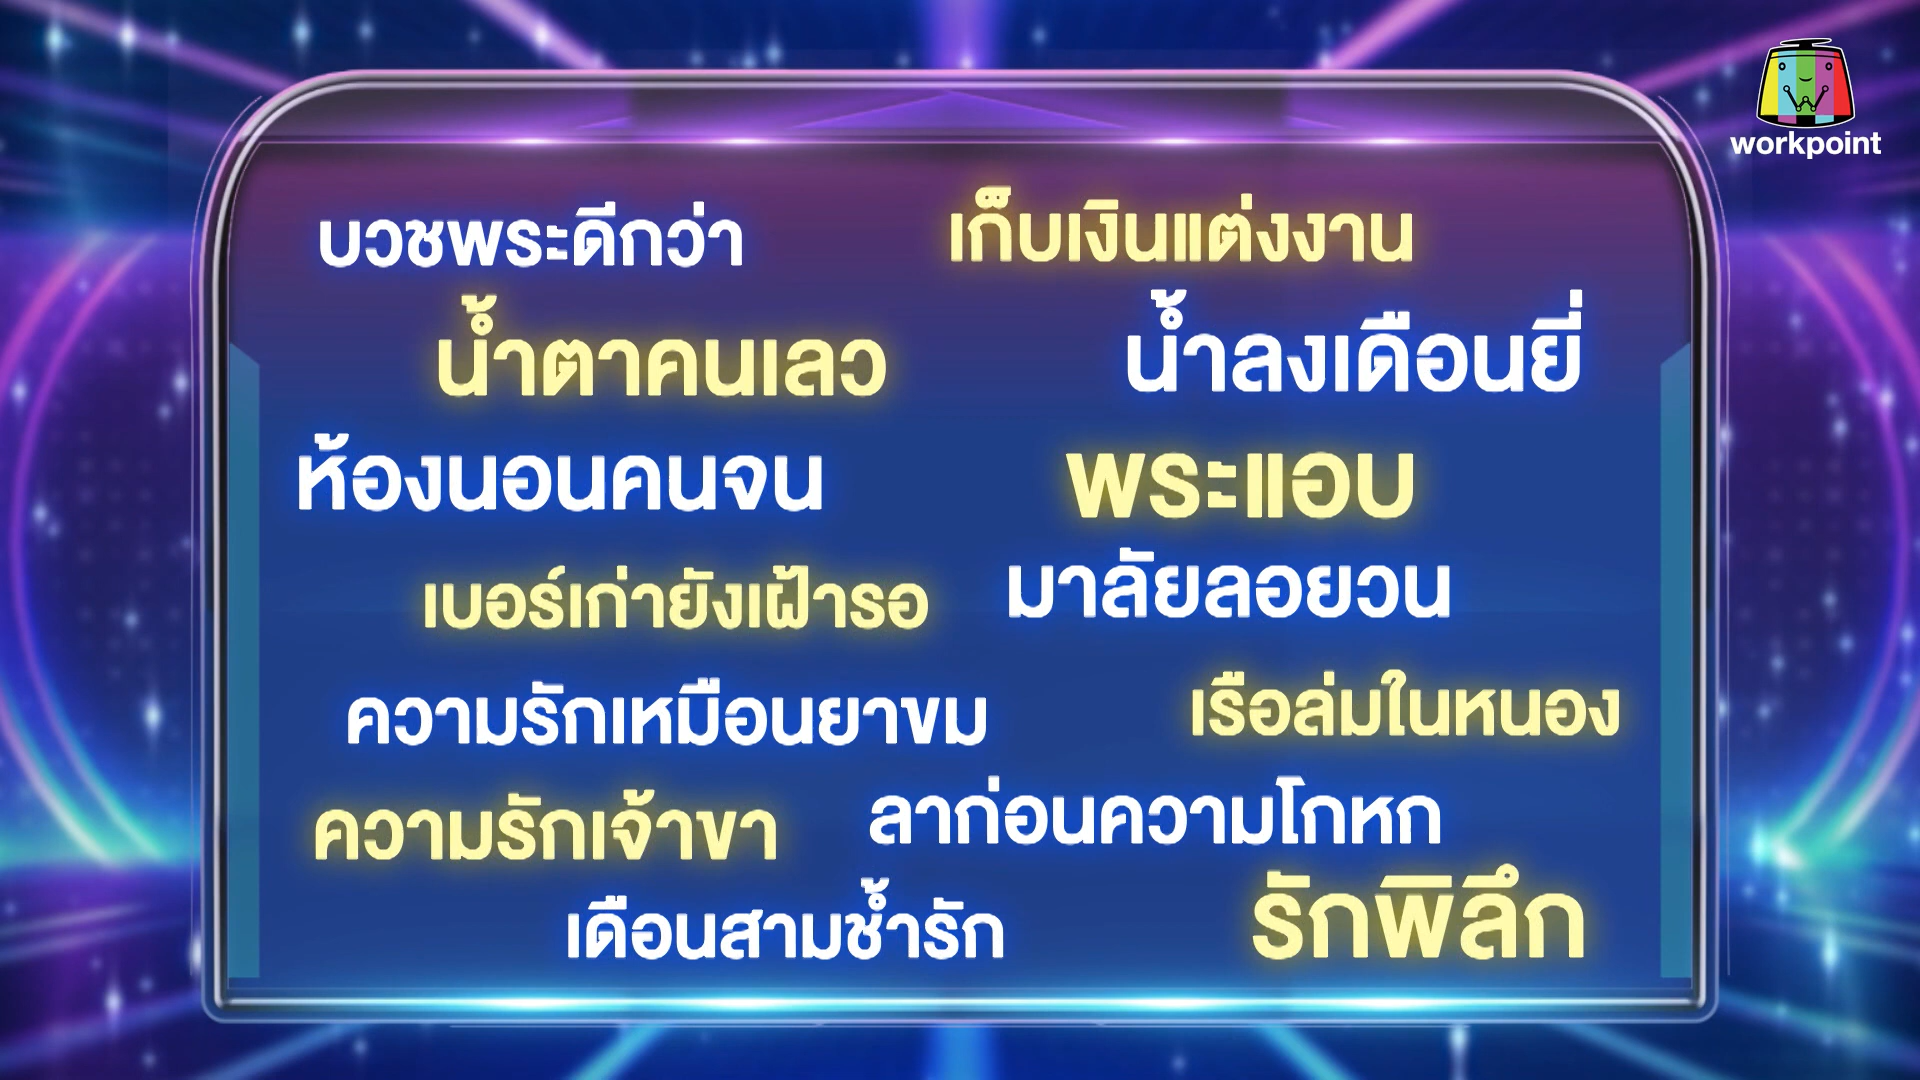 workpoint
บวชพระดีกว่า
เก็บเงินแต่งงาน
น้ำตาคนเลว
น้ำลงเดือนยี่
ห้องนอนคนจน
พระแอบ
เบอร์เก่ายังเฝ้ารอ
มาลัยลอยวน
ความรักเหมือนยาขม
เรือล่มในหนอง
ความรักเจ้าขา
ลาก่อนความโกหก
เดือนสามช้ำรัก
รักพิลึก